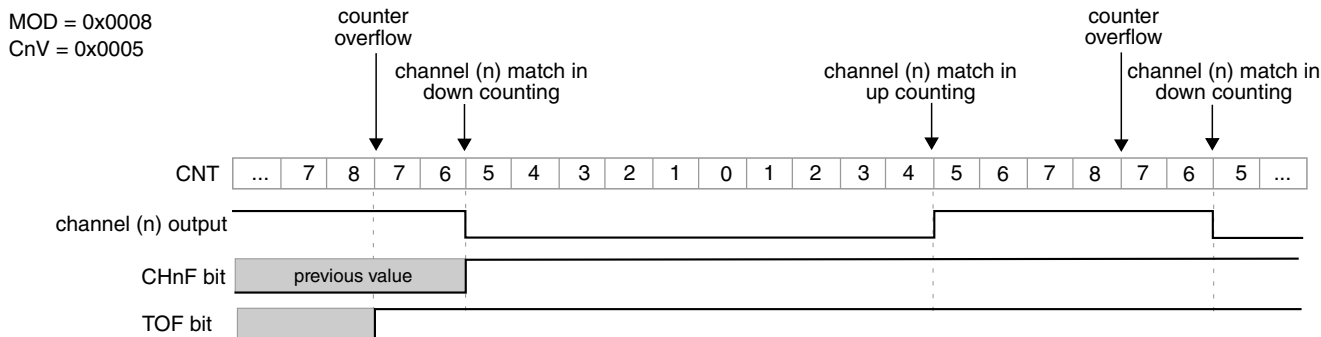 MOD = 0x0008
CnV = 0x0005
counter
overflow
channel (n) match in
down counting
channel (n) match in
up counting
counter
overflow
channel (n) match in
down counting
CNT ... 7 8 7 6 5 4 3 2 1 0 1 2 3 4 5 6 7 8 7 6 5 ...
channel (n) output
CHnF bit previous value
TOF bit